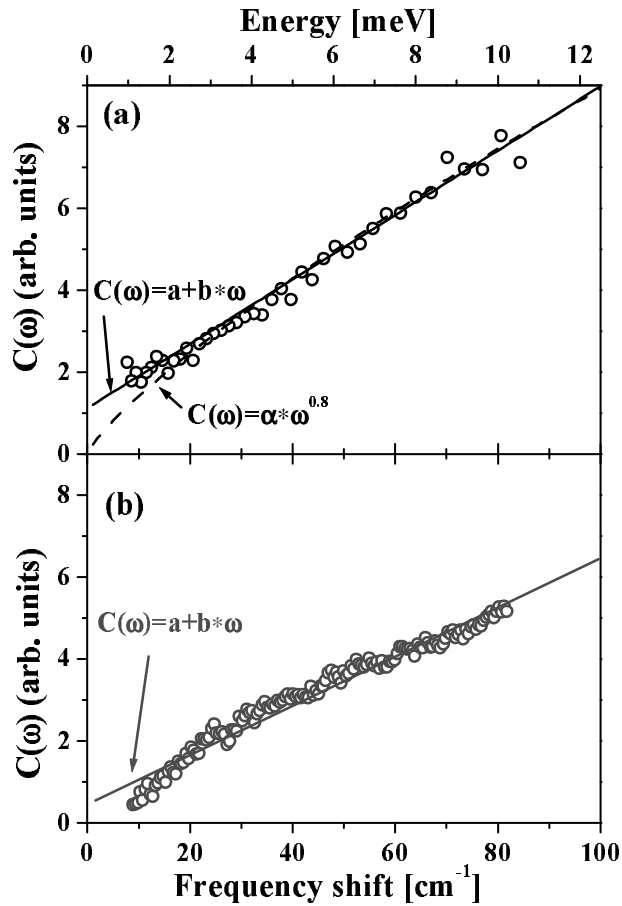 Energy [meV]
0 2 4 6 8 10 12
(a)
8
6
4
2
0
C(ω) (arb. units)
C(ω)=a+b*ω
C(ω)=α*ω^0.8
(b)
8
6
4
2
0
C(ω) (arb. units)
C(ω)=a+b*ω
0 20 40 60 80 100
Frequency shift [cm⁻¹]